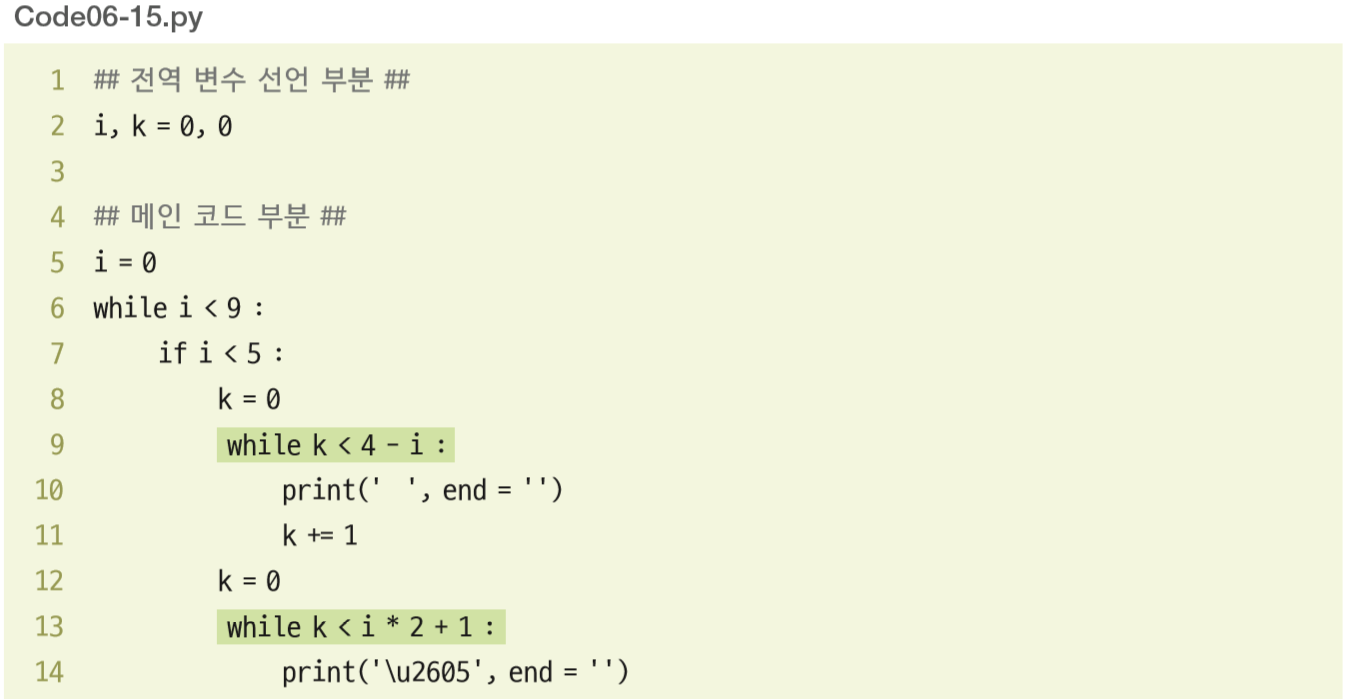 Code06-15.py
1 ## 전역 변수 선언 부분 ##
2 i, k = 0, 0
3
4 ## 메인 코드 부분 ##
5 i = 0
6 while i < 9 :
7     if i < 5 :
8         k = 0
9         while k < 4 - i :
10             print('  ', end = '')
11             k += 1
12         k = 0
13         while k < i * 2 + 1 :
14             print('\u2605', end = '')